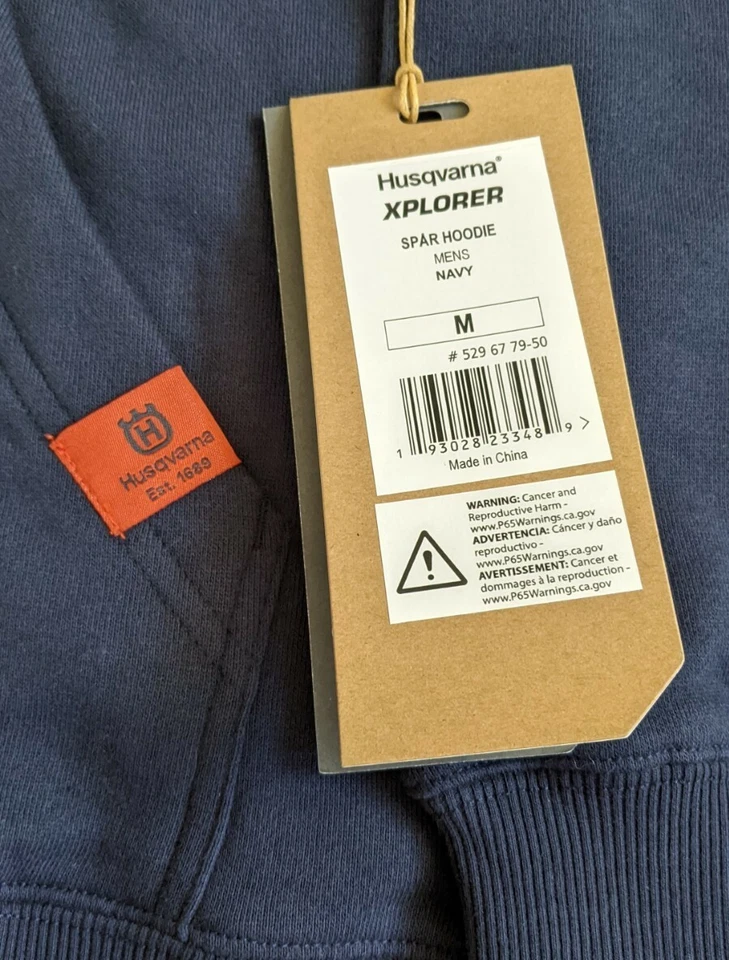 Husqvarna®
XPLORER
SPÅR HOODIE
MENS
NAVY
M
# 529 67 79-50
1 93028 23348 9 >
Made in China
WARNING: Cancer and
Reproductive Harm -
www.P65Warnings.ca.gov
ADVERTENCIA: Cáncer y daño
reproductivo -
www.P65Warnings.ca.gov
AVERTISSEMENT: Cancer et
dommages à la reproduction -
www.P65Warnings.ca.gov
H
Husqvarna
Est. 1689